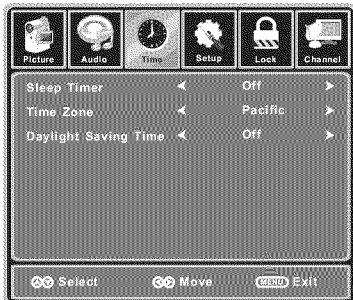 Picture Audio Time Setup Lock Channel
Sleep Timer Off
Time Zone Pacific
Daylight Saving Time Off
Select Move MENU Exit